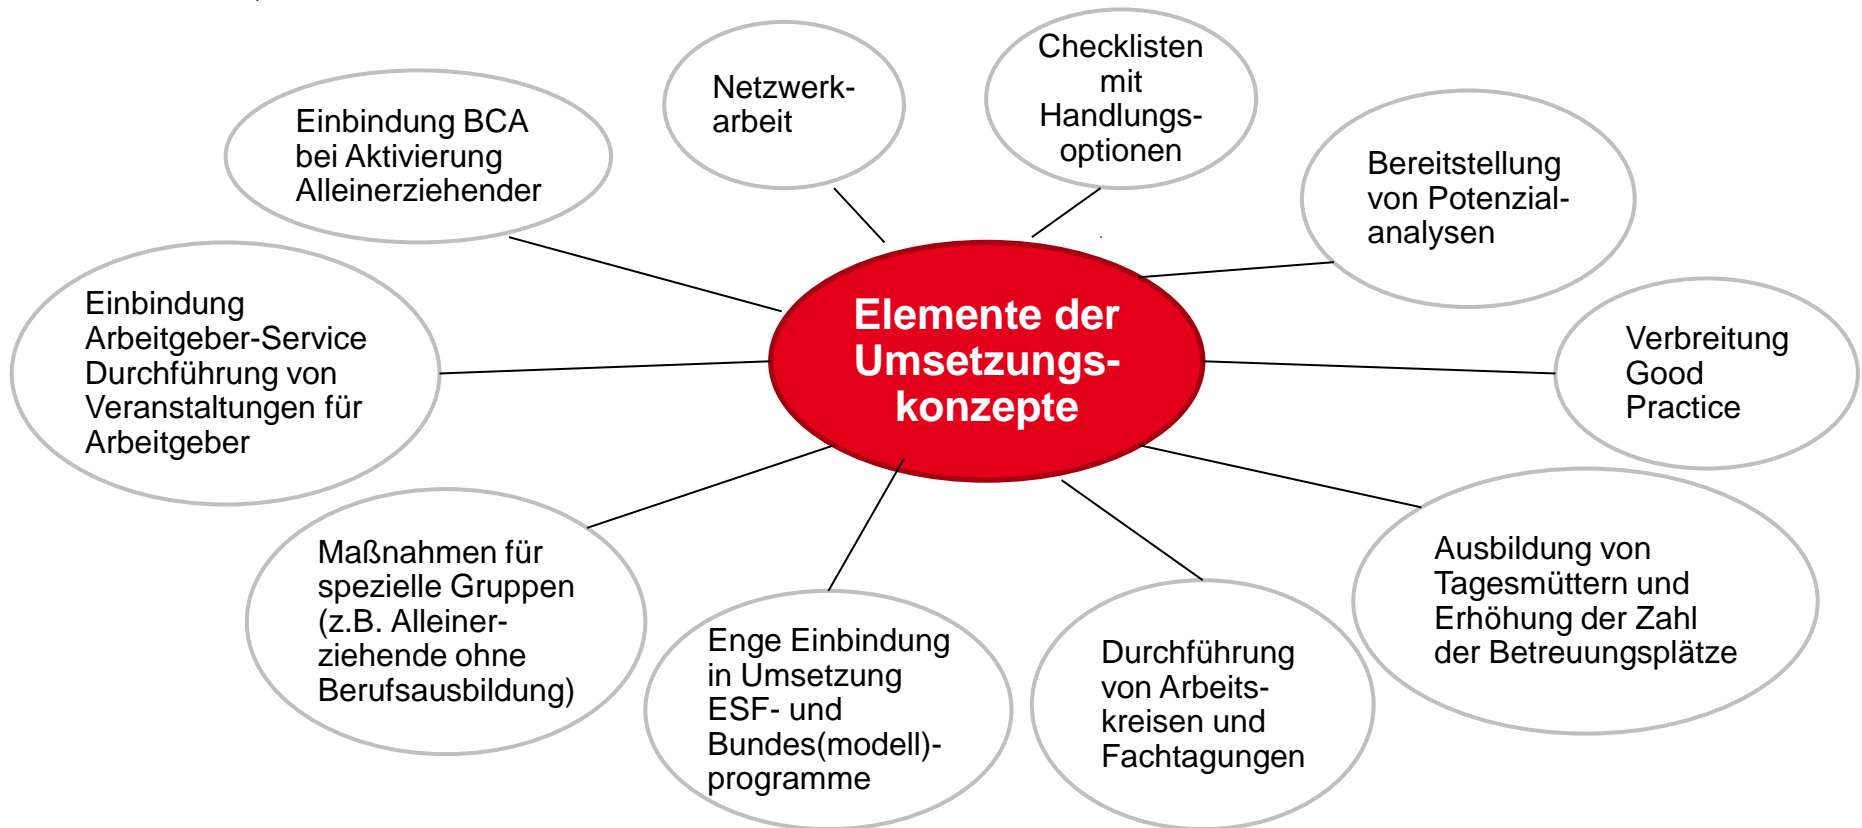 Netzwerk-
arbeit
Checklisten
mit
Handlungs-
optionen
Einbindung BCA
bei Aktivierung
Alleinerziehender
Bereitstellung
von Potenzial-
analysen
Einbindung
Arbeitgeber-Service
Durchführung von
Veranstaltungen für
Arbeitgeber
Elemente der
Umsetzungs-
konzepte
Verbreitung
Good
Practice
Maßnahmen für
spezielle Gruppen
(z.B. Alleiner-
ziehende ohne
Berufsausbildung)
Enge Einbindung
in Umsetzung
ESF- und
Bundes(modell)-
programme
Durchführung
von Arbeits-
kreisen und
Fachtagungen
Ausbildung von
Tagesmüttern und
Erhöhung der Zahl
der Betreuungsplätze